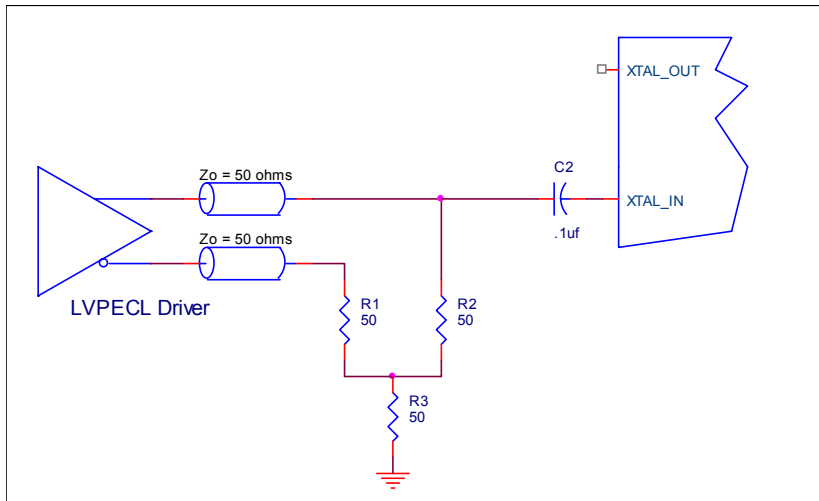 XTAL_OUT
Zo = 50 ohms
C2
XTAL_IN
.1uf
Zo = 50 ohms
LVPECL Driver
R1
50
R2
50
R3
50